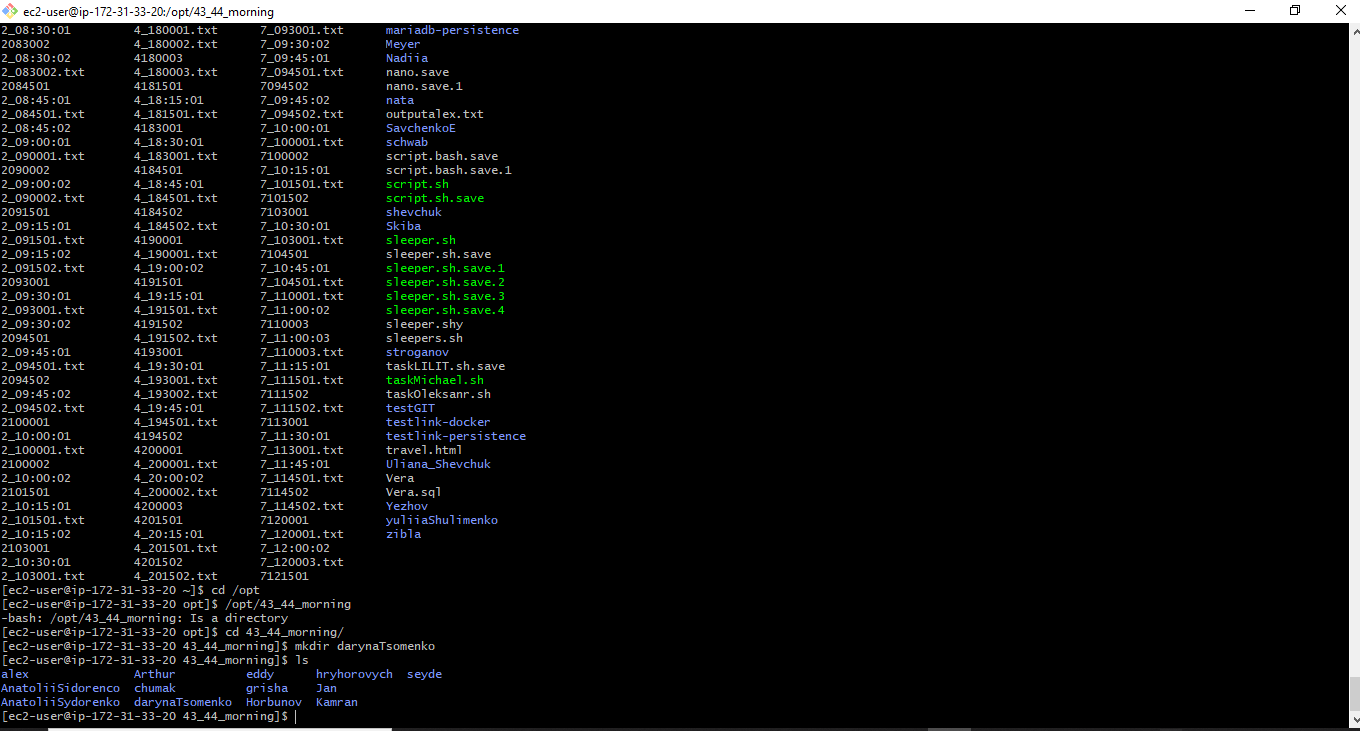 ec2-user@ip-172-31-33-20:/opt/43_44_morning
2_08:30:01 4_180001.txt 7_093001.txt mariadb-persistence
2083002 4_180002.txt 7_09:30:02 Meyer
2_08:30:02 4180003 7_09:45:01 Nadiia
2_083002.txt 4_180003.txt 7_094501.txt nano.save
2084501 4181501 7094502 nano.save.1
2_08:45:01 4_18:15:01 7_09:45:02 nata
2_084501.txt 4_181501.txt 7_094502.txt outputalex.txt
2_08:45:02 4183001 7_10:00:01 SavchenkoE
2_09:00:01 4_18:30:01 7_100001.txt schwab
2_090001.txt 4_183001.txt 7100002 script.bash.save
2090002 4184501 7_10:15:01 script.bash.save.1
2_09:00:02 4_18:45:01 7_101501.txt script.sh
2_090002.txt 4_184501.txt 7101502 script.sh.save
2091501 4184502 7103001 shevchuk
2_09:15:01 4_184502.txt 7_10:30:01 Skiba
2_091501.txt 4190001 7_103001.txt sleeper.sh
2_09:15:02 4_190001.txt 7104501 sleeper.sh.save
2_091502.txt 4_19:00:02 7_10:45:01 sleeper.sh.save.1
2093001 4191501 7_104501.txt sleeper.sh.save.2
2_09:30:01 4_19:15:01 7_110001.txt sleeper.sh.save.3
2_093001.txt 4_191501.txt 7_11:00:02 sleeper.sh.save.4
2_09:30:02 4191502 7110003 sleeper.shy
2094501 4_191502.txt 7_11:00:03 sleepers.sh
2_09:45:01 4193001 7_110003.txt stroganov
2_094501.txt 4_19:30:01 7_11:15:01 taskLILIT.sh.save
2094502 4_193001.txt 7_111501.txt taskMichael.sh
2_09:45:02 4_193002.txt 7111502 taskOleksanr.sh
2_094502.txt 4_19:45:01 7_111502.txt testGIT
2100001 4_194501.txt 7113001 testlink-docker
2_10:00:01 4194502 7_11:30:01 testlink-persistence
2_100001.txt 4200001 7_113001.txt travel.html
2100002 4_200001.txt 7_11:45:01 Uliana_Shevchuk
2_10:00:02 4_20:00:02 7_114501.txt Vera
2101501 4_200002.txt 7114502 Vera.sql
2_10:15:01 4200003 7_114502.txt Yezhov
2_101501.txt 4201501 7120001 yuliiaShulimenko
2_10:15:02 4_20:15:01 7_120001.txt zibla
2103001 4_201501.txt 7_12:00:02
2_10:30:01 4201502 7_120003.txt
2_103001.txt 4_201502.txt 7121501
[ec2-user@ip-172-31-33-20 ~]$ cd /opt
[ec2-user@ip-172-31-33-20 opt]$ /opt/43_44_morning
-bash: /opt/43_44_morning: Is a directory
[ec2-user@ip-172-31-33-20 opt]$ cd 43_44_morning/
[ec2-user@ip-172-31-33-20 43_44_morning]$ mkdir darynaTsomenko
[ec2-user@ip-172-31-33-20 43_44_morning]$ ls
alex Arthur eddy hryhorovych seyde
AnatoliiSidorenco chumak grisha Jan
AnatoliiSydorenko darynaTsomenko Horbunov Kamran
[ec2-user@ip-172-31-33-20 43_44_morning]$